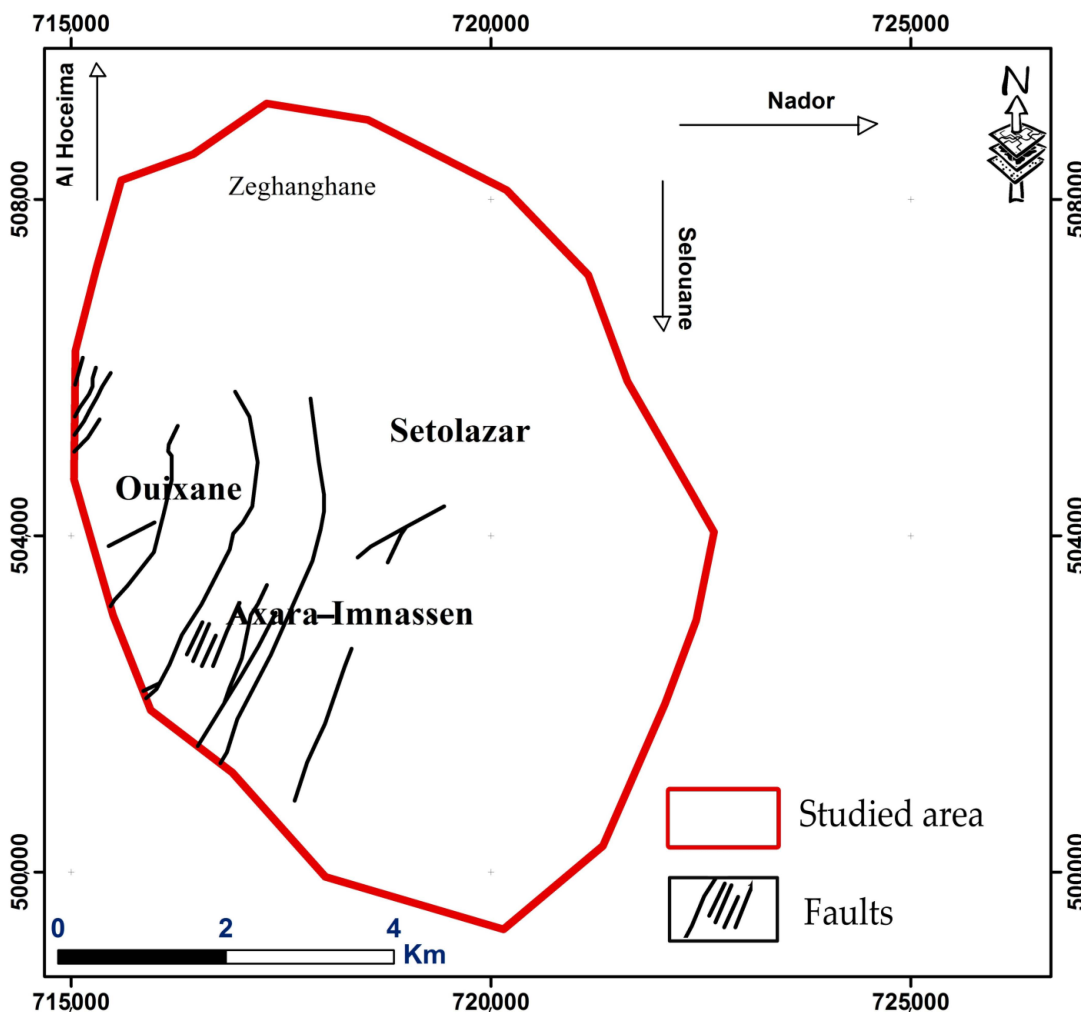 715000 720000 725000
Al Hoceima
Nador
N
Zeghanghane
508000 508000
Selouane
Setolazar
Ouixane
504000 504000
Axara-Imnassen
Studied area
500000 500000
Faults
0 2 4
Km
715000 720000 725000